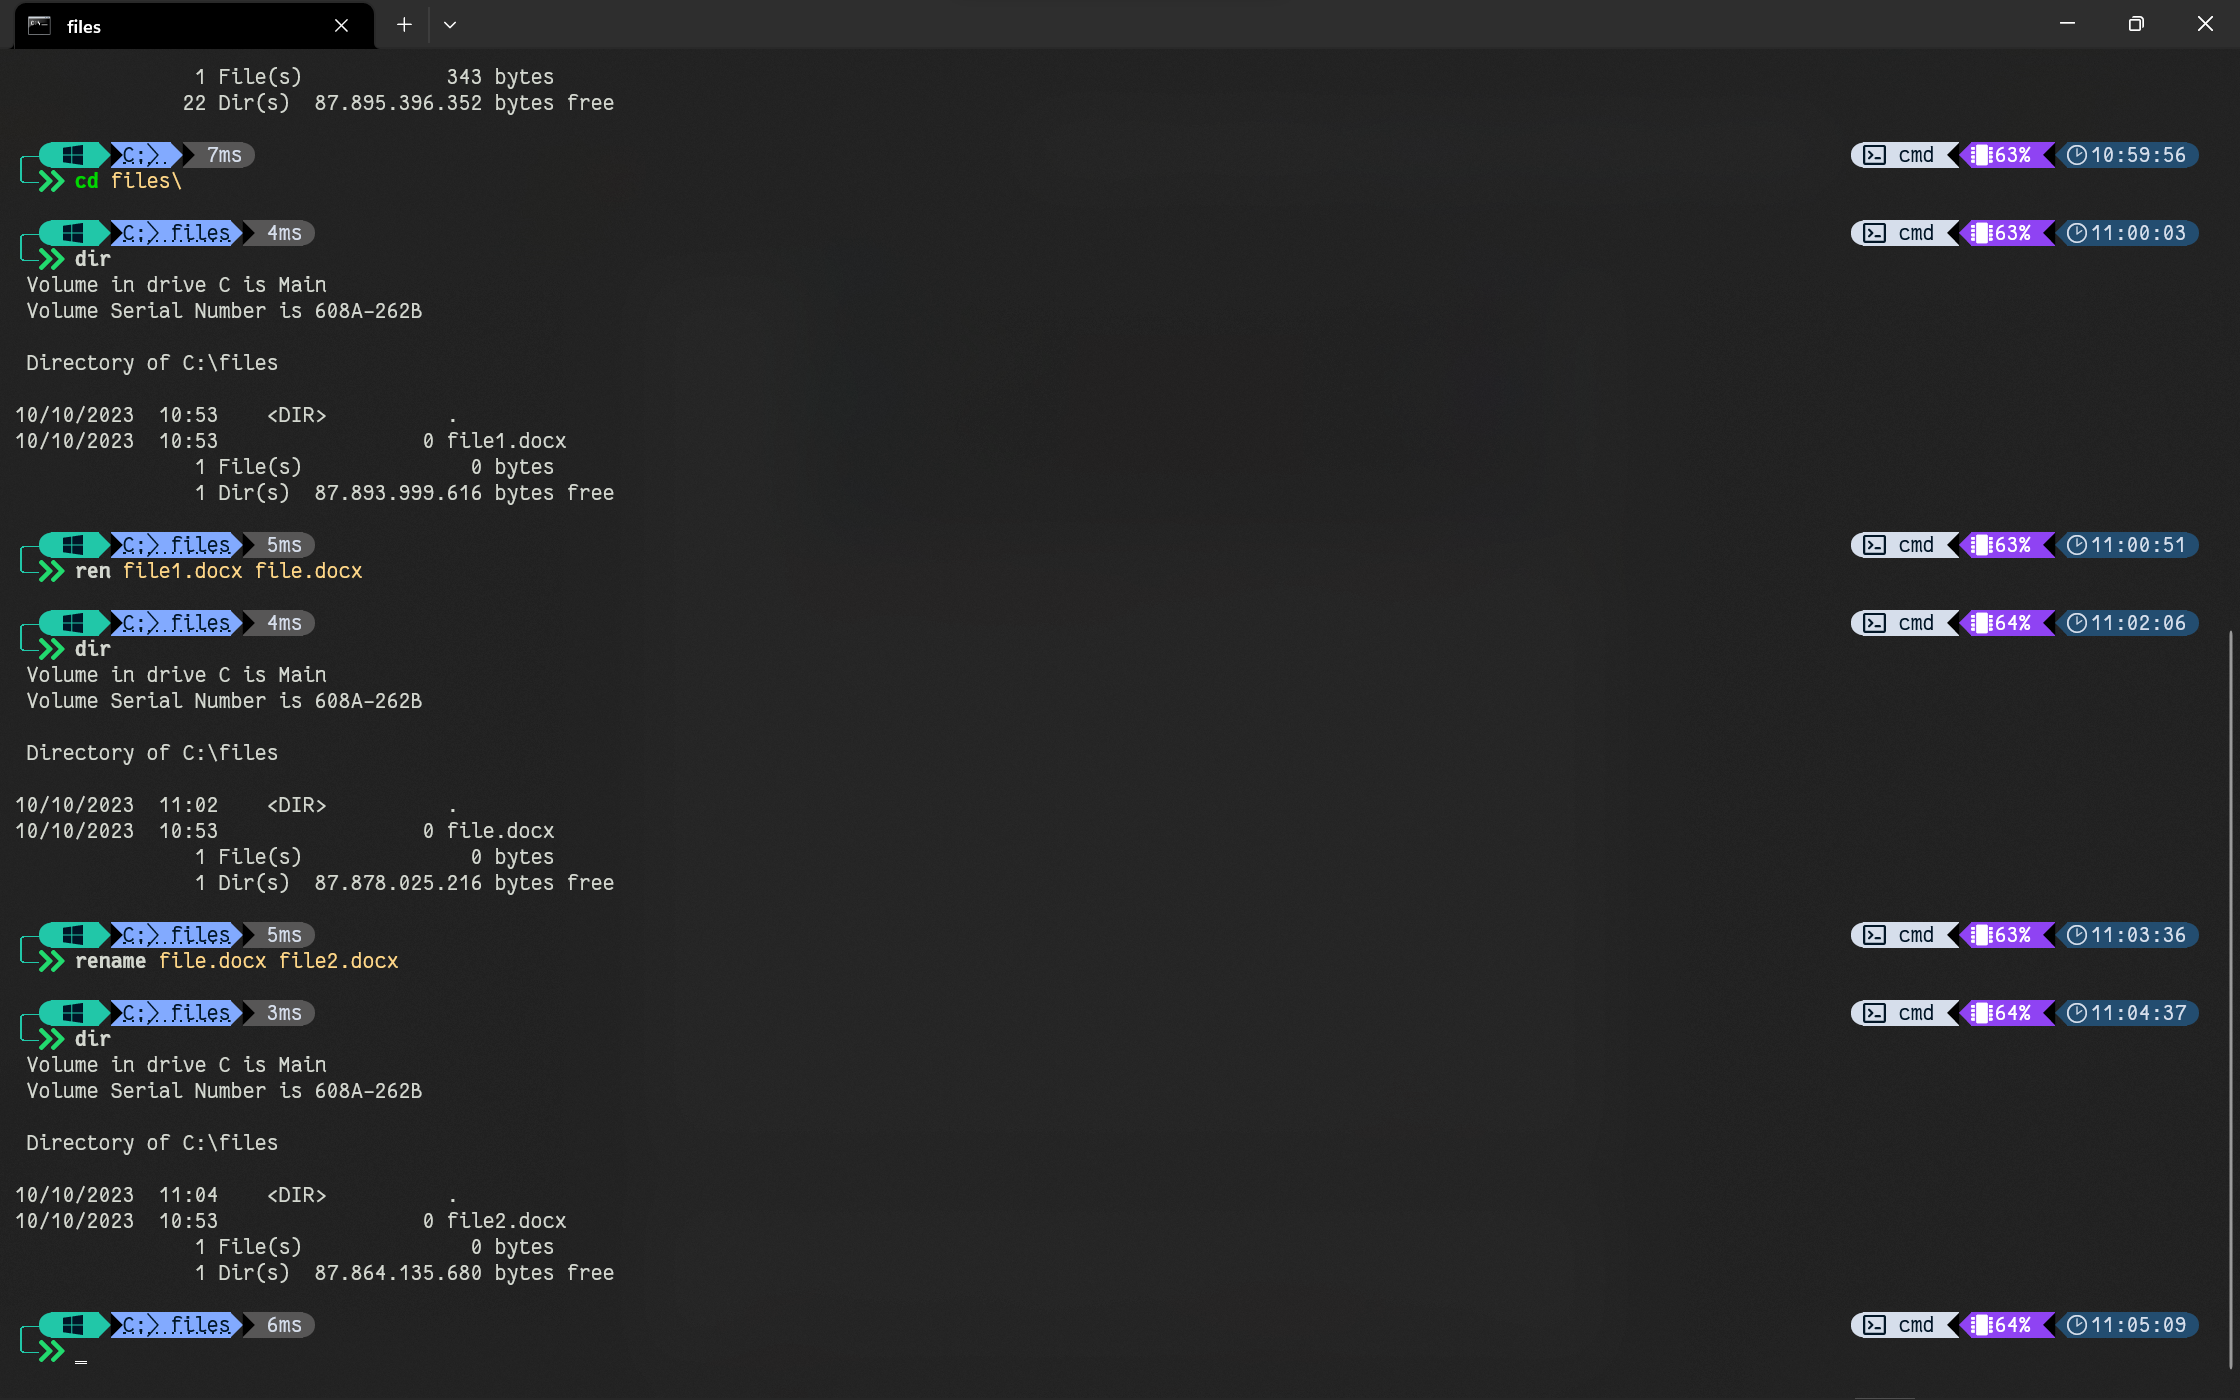 files
1 File(s) 343 bytes
22 Dir(s) 87.895.396.352 bytes free
C:> 7ms cmd 63% 10:59:56
cd files\
C:> files 4ms cmd 63% 11:00:03
dir
Volume in drive C is Main
Volume Serial Number is 608A-262B
Directory of C:\files
10/10/2023 10:53 <DIR> .
10/10/2023 10:53 0 file1.docx
1 File(s) 0 bytes
1 Dir(s) 87.893.999.616 bytes free
C:> files 5ms cmd 63% 11:00:51
ren file1.docx file.docx
C:> files 4ms cmd 64% 11:02:06
dir
Volume in drive C is Main
Volume Serial Number is 608A-262B
Directory of C:\files
10/10/2023 11:02 <DIR> .
10/10/2023 10:53 0 file.docx
1 File(s) 0 bytes
1 Dir(s) 87.878.025.216 bytes free
C:> files 5ms cmd 63% 11:03:36
rename file.docx file2.docx
C:> files 3ms cmd 64% 11:04:37
dir
Volume in drive C is Main
Volume Serial Number is 608A-262B
Directory of C:\files
10/10/2023 11:04 <DIR> .
10/10/2023 10:53 0 file2.docx
1 File(s) 0 bytes
1 Dir(s) 87.864.135.680 bytes free
C:> files 6ms cmd 64% 11:05:09